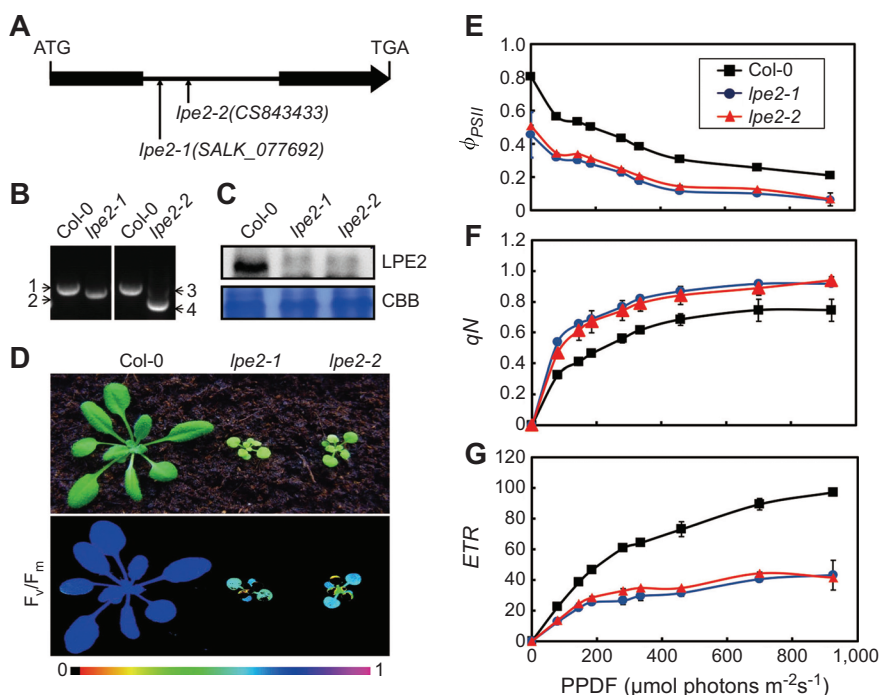 A
ATG
TGA
lpe2-2(CS843433)
lpe2-1(SALK_077692)
B
Col-0
lpe2-1
Col-0
lpe2-2
1
2
3
4
C
Col-0
lpe2-1
lpe2-2
LPE2
CBB
D
Col-0
lpe2-1
lpe2-2
Fv/Fm
0
1
E
1.0
0.8
0.6
0.4
0.2
0
ϕPSII
Col-0
lpe2-1
lpe2-2
F
1.2
1.0
0.8
0.6
0.4
0.2
0
qN
G
120
100
80
60
40
20
0
ETR
0
200
400
600
800
1,000
PPDF (μmol photons m⁻²s⁻¹)